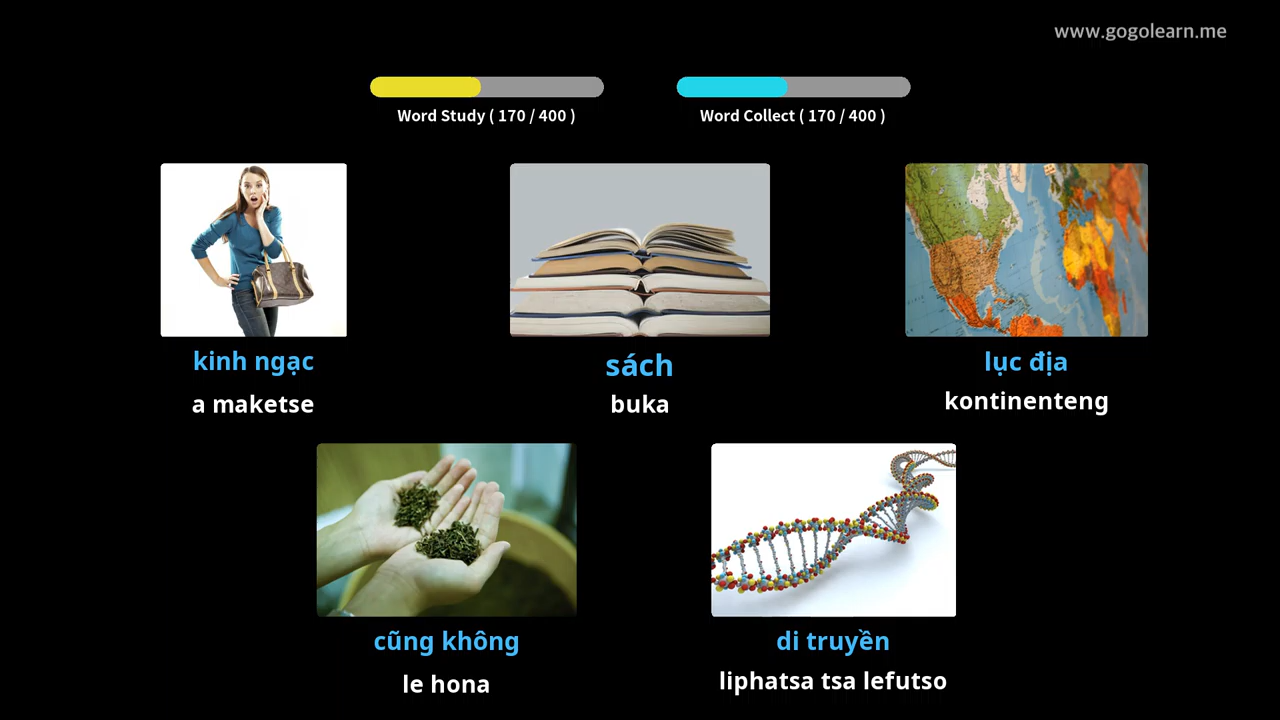 www.gogolearn.me
Word Study ( 170 / 400 )
Word Collect ( 170 / 400 )
kinh ngạc
a maketse
sách
buka
lục địa
kontinenteng
cũng không
le hona
di truyền
liphatsa tsa lefutso